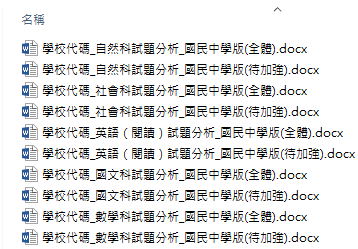 名稱
學校代碼_自然科試題分析_國民中學版(全體).docx
學校代碼_自然科試題分析_國民中學版(待加強).docx
學校代碼_社會科試題分析_國民中學版(全體).docx
學校代碼_社會科試題分析_國民中學版(待加強).docx
學校代碼_英語（閱讀）試題分析_國民中學版(全體).docx
學校代碼_英語（閱讀）試題分析_國民中學版(待加強).docx
學校代碼_國文科試題分析_國民中學版(全體).docx
學校代碼_國文科試題分析_國民中學版(待加強).docx
學校代碼_數學科試題分析_國民中學版(全體).docx
學校代碼_數學科試題分析_國民中學版(待加強).docx